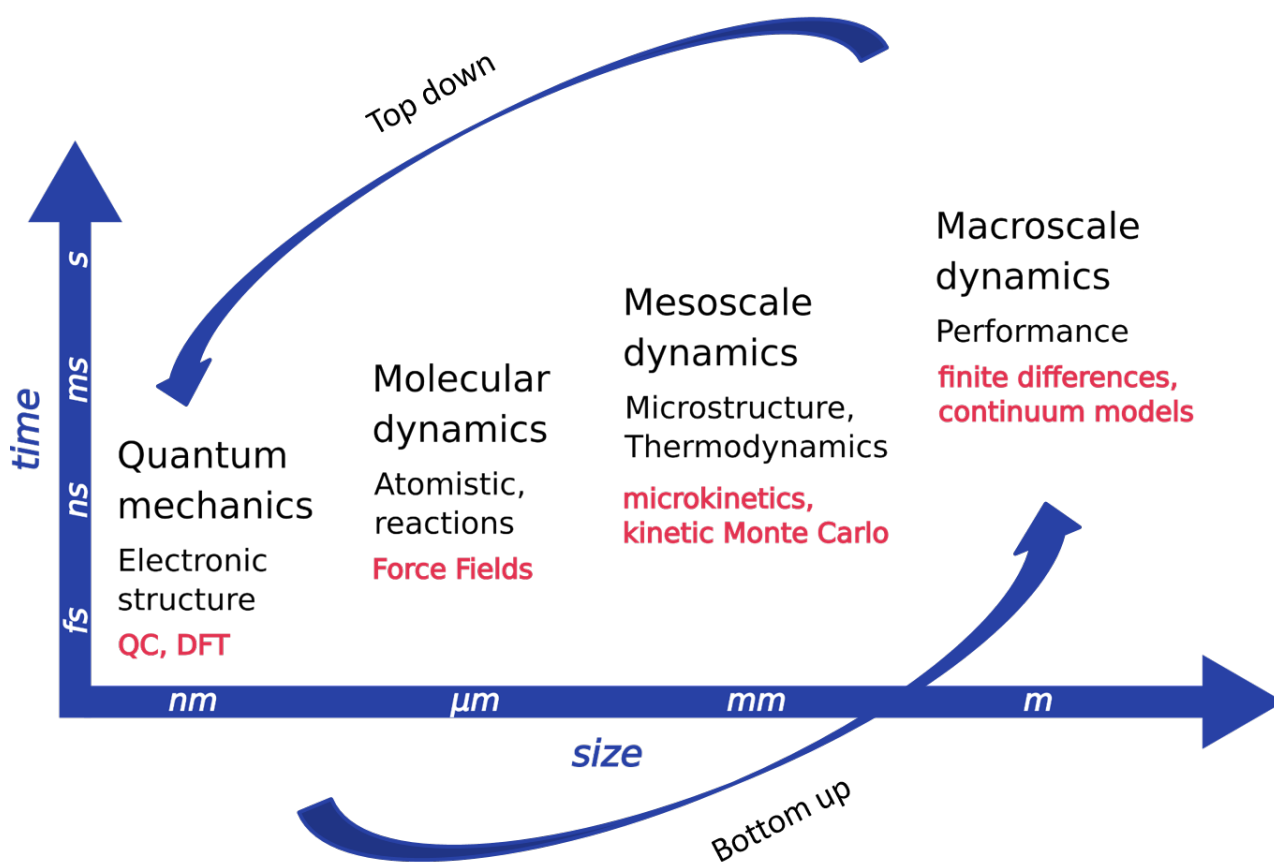 Top down
time
s
ms
ns
fs
Quantum
mechanics
Electronic
structure
QC, DFT
Molecular
dynamics
Atomistic,
reactions
Force Fields
Mesoscale
dynamics
Microstructure,
Thermodynamics
microkinetics,
kinetic Monte Carlo
Macroscale
dynamics
Performance
finite differences,
continuum models
nm μm mm m
size
Bottom up